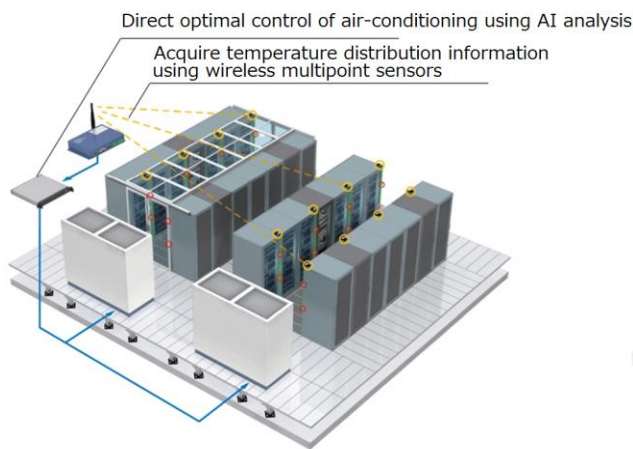 Direct optimal control of air-conditioning using AI analysis
Acquire temperature distribution information
using wireless multipoint sensors